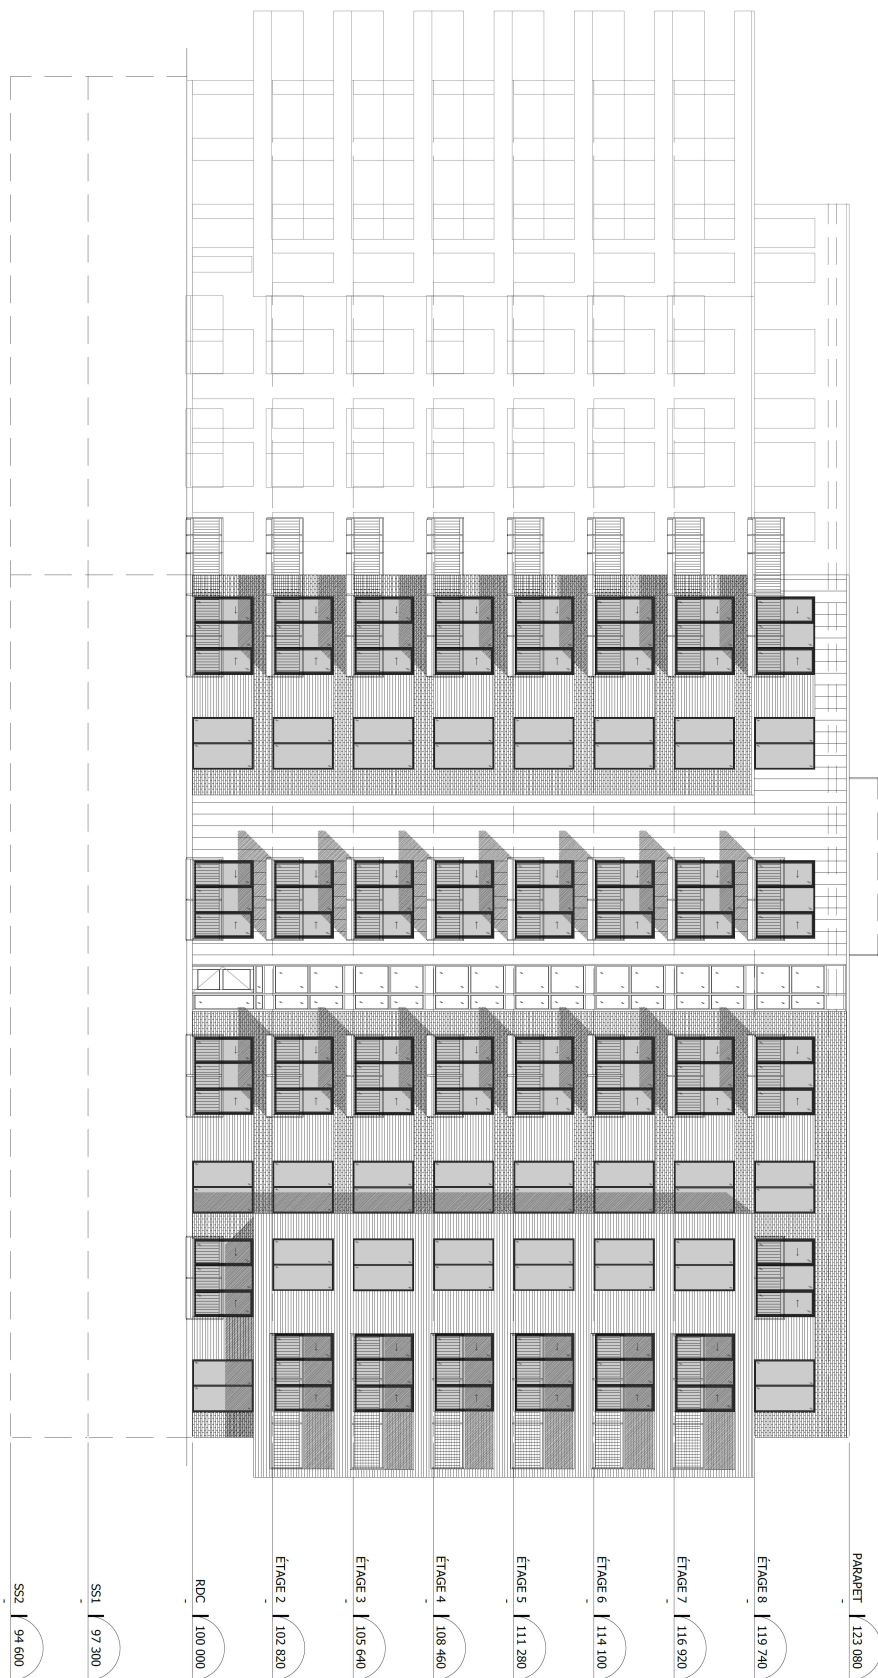 PARAPET
123 080
ÉTAGE 8
119 740
ÉTAGE 7
116 920
ÉTAGE 6
114 100
ÉTAGE 5
111 280
ÉTAGE 4
108 460
ÉTAGE 3
105 640
ÉTAGE 2
102 820
RDC
100 000
SS1
97 300
SS2
94 600